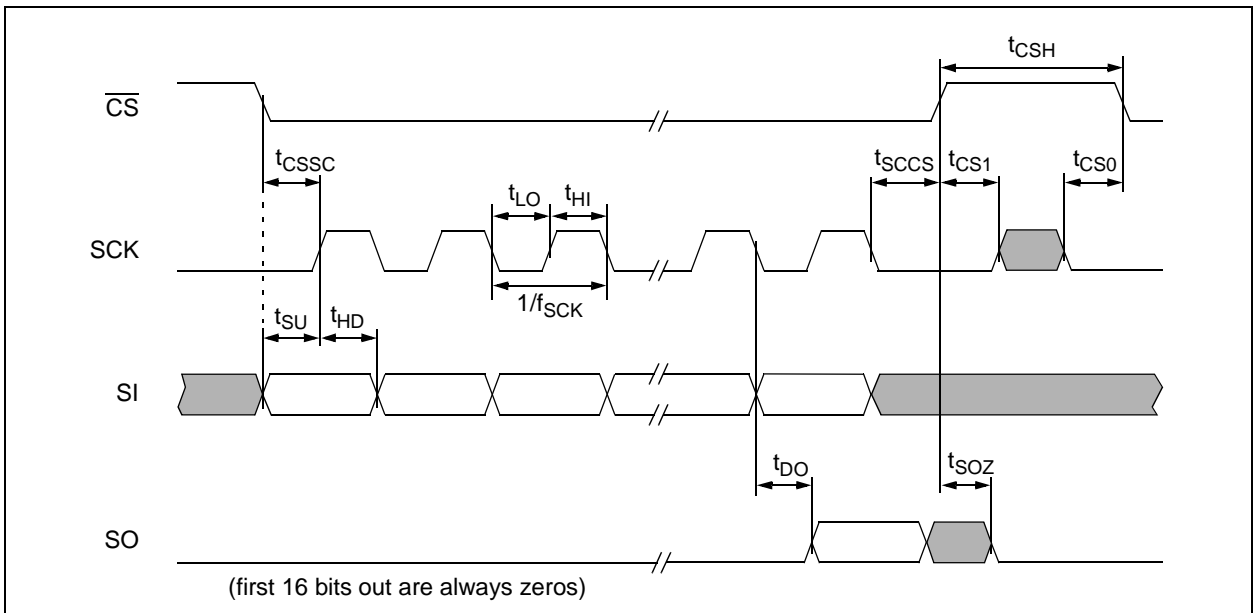 tCSH
CS
tCSSC
tSCCS
tCS1
tCS0
tLO
tHI
SCK
1/fSCK
tSU
tHD
SI
tDO
tSOZ
SO
(first 16 bits out are always zeros)